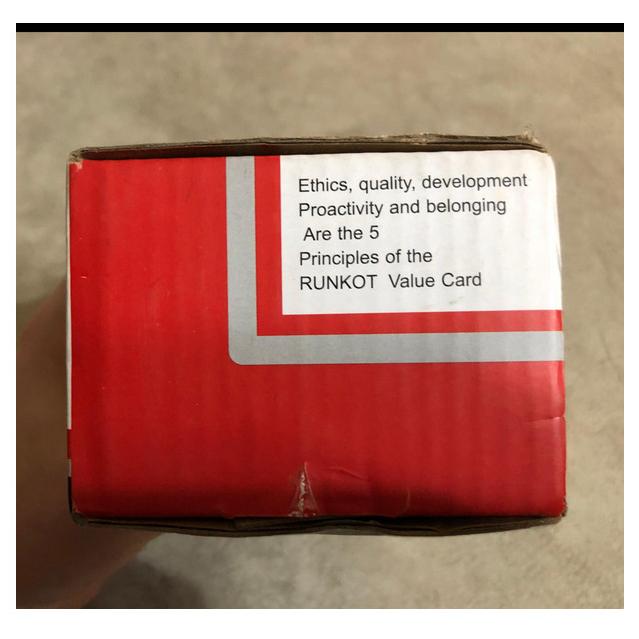 Ethics, quality, development
Proactivity and belonging
Are the 5
Principles of the
RUNKOT Value Card